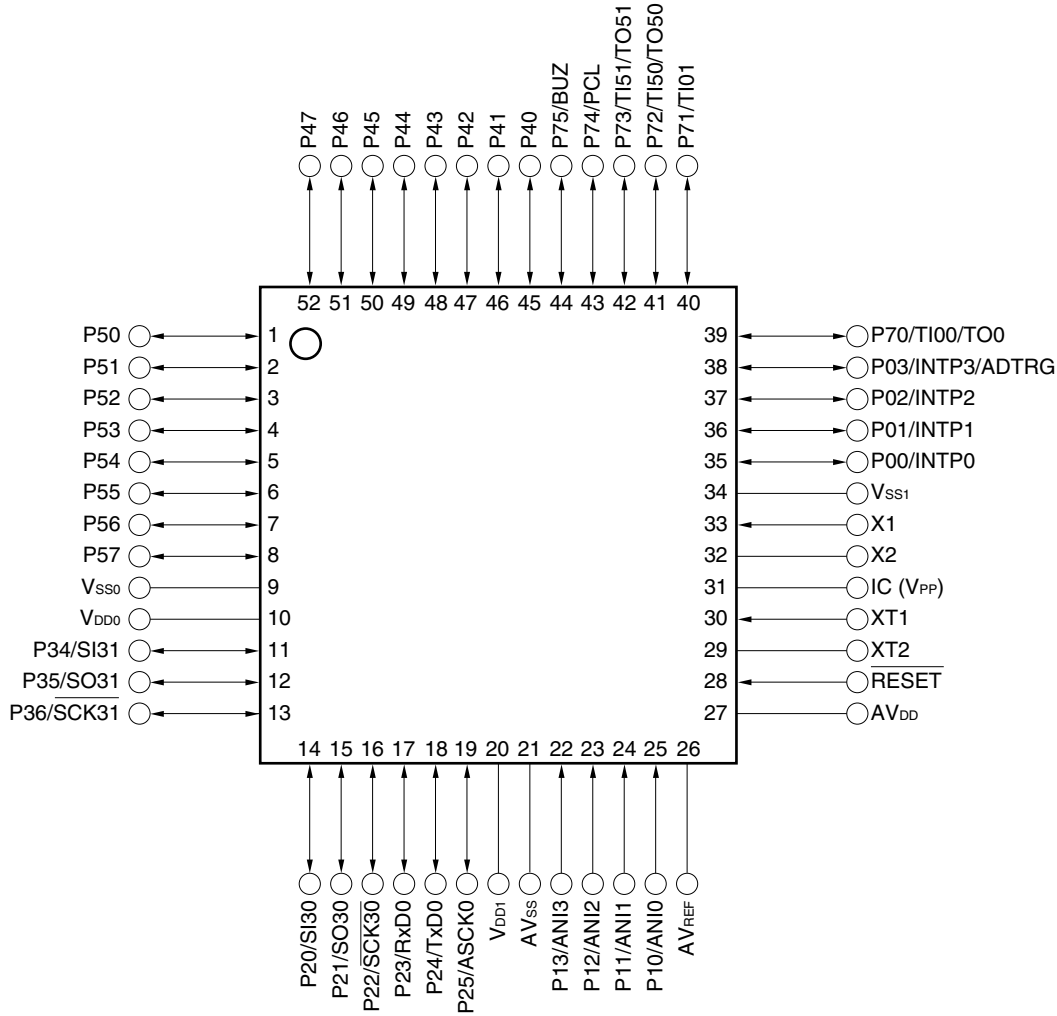 P47
P46
P45
P44
P43
P42
P41
P40
P75/BUZ
P74/PCL
P73/TI51/TO51
P72/TI50/TO50
P71/TI01
52 51 50 49 48 47 46 45 44 43 42 41 40
P50 1
P51 2
P52 3
P53 4
P54 5
P55 6
P56 7
P57 8
VSS0 9
VDD0 10
P34/SI31 11
P35/SO31 12
P36/SCK31 13
39 P70/TI00/TO0
38 P03/INTP3/ADTRG
37 P02/INTP2
36 P01/INTP1
35 P00/INTP0
34 VSS1
33 X1
32 X2
31 IC (VPP)
30 XT1
29 XT2
28 RESET
27 AVDD
14 15 16 17 18 19 20 21 22 23 24 25 26
P20/SI30
P21/SO30
P22/SCK30
P23/RxD0
P24/TxD0
P25/ASCK0
VDD1
AVSS
P13/ANI3
P12/ANI2
P11/ANI1
P10/ANI0
AVREF